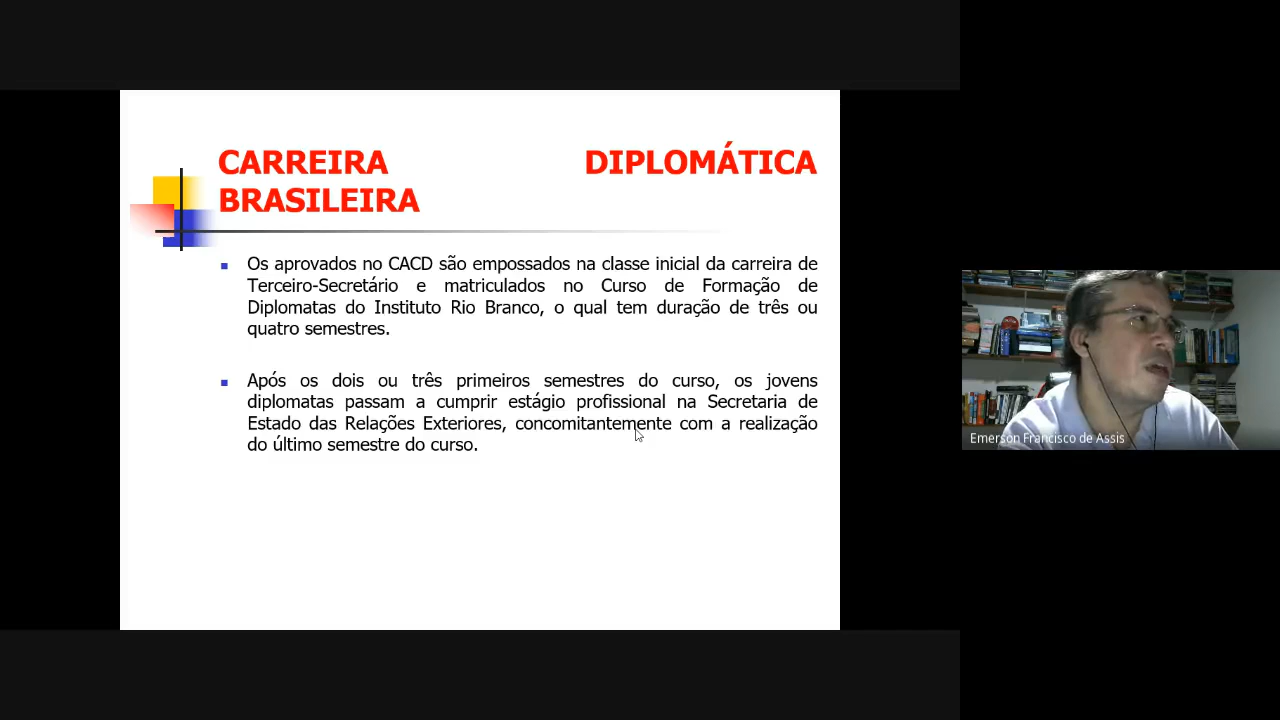 CARREIRA DIPLOMÁTICA
BRASILEIRA
Os aprovados no CACD são empossados na classe inicial da carreira de
Terceiro-Secretário e matriculados no Curso de Formação de
Diplomatas do Instituto Rio Branco, o qual tem duração de três ou
quatro semestres.
Após os dois ou três primeiros semestres do curso, os jovens
diplomatas passam a cumprir estágio profissional na Secretaria de
Estado das Relações Exteriores, concomitantemente com a realização
do último semestre do curso.
Emerson Francisco de Assis